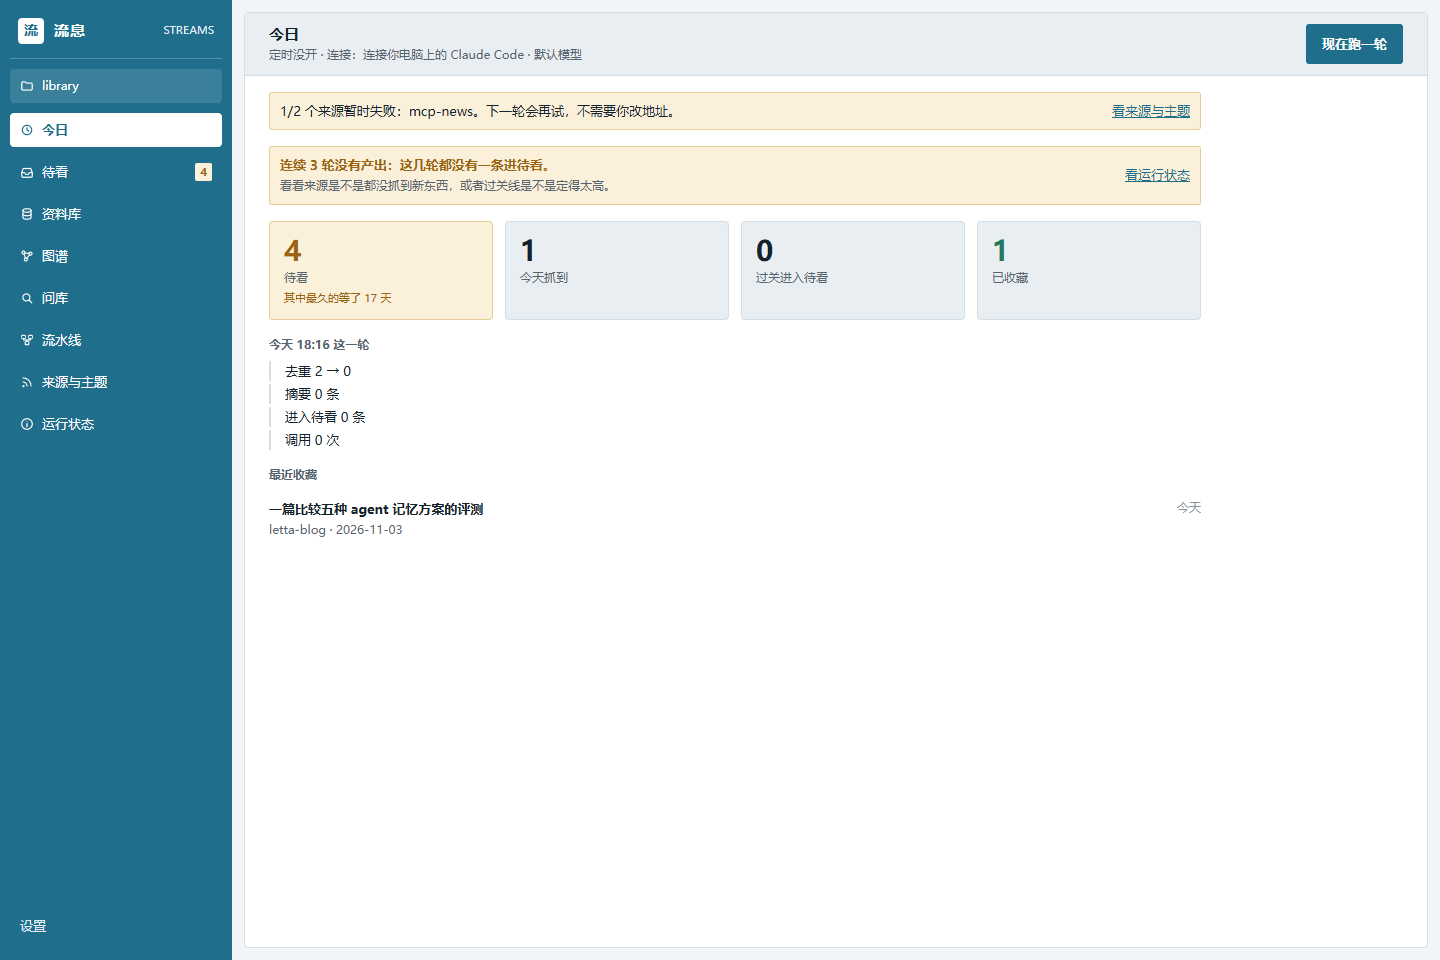 流 流息 STREAMS
library
今日
待看 4
资料库
图谱
问库
流水线
来源与主题
运行状态
设置
今日
定时没开 · 连接：连接你电脑上的 Claude Code · 默认模型
现在跑一轮
1/2 个来源暂时失败：mcp-news。下一轮会再试，不需要你改地址。 看来源与主题
连续 3 轮没有产出：这几轮都没有一条进待看。
看看来源是不是都没抓到新东西，或者过关线是不是定得太高。
看运行状态
4
待看
其中最久的等了 17 天
1
今天抓到
0
过关进入待看
1
已收藏
今天 18:16 这一轮
去重 2 → 0
摘要 0 条
进入待看 0 条
调用 0 次
最近收藏
一篇比较五种 agent 记忆方案的评测 今天
letta-blog · 2026-11-03